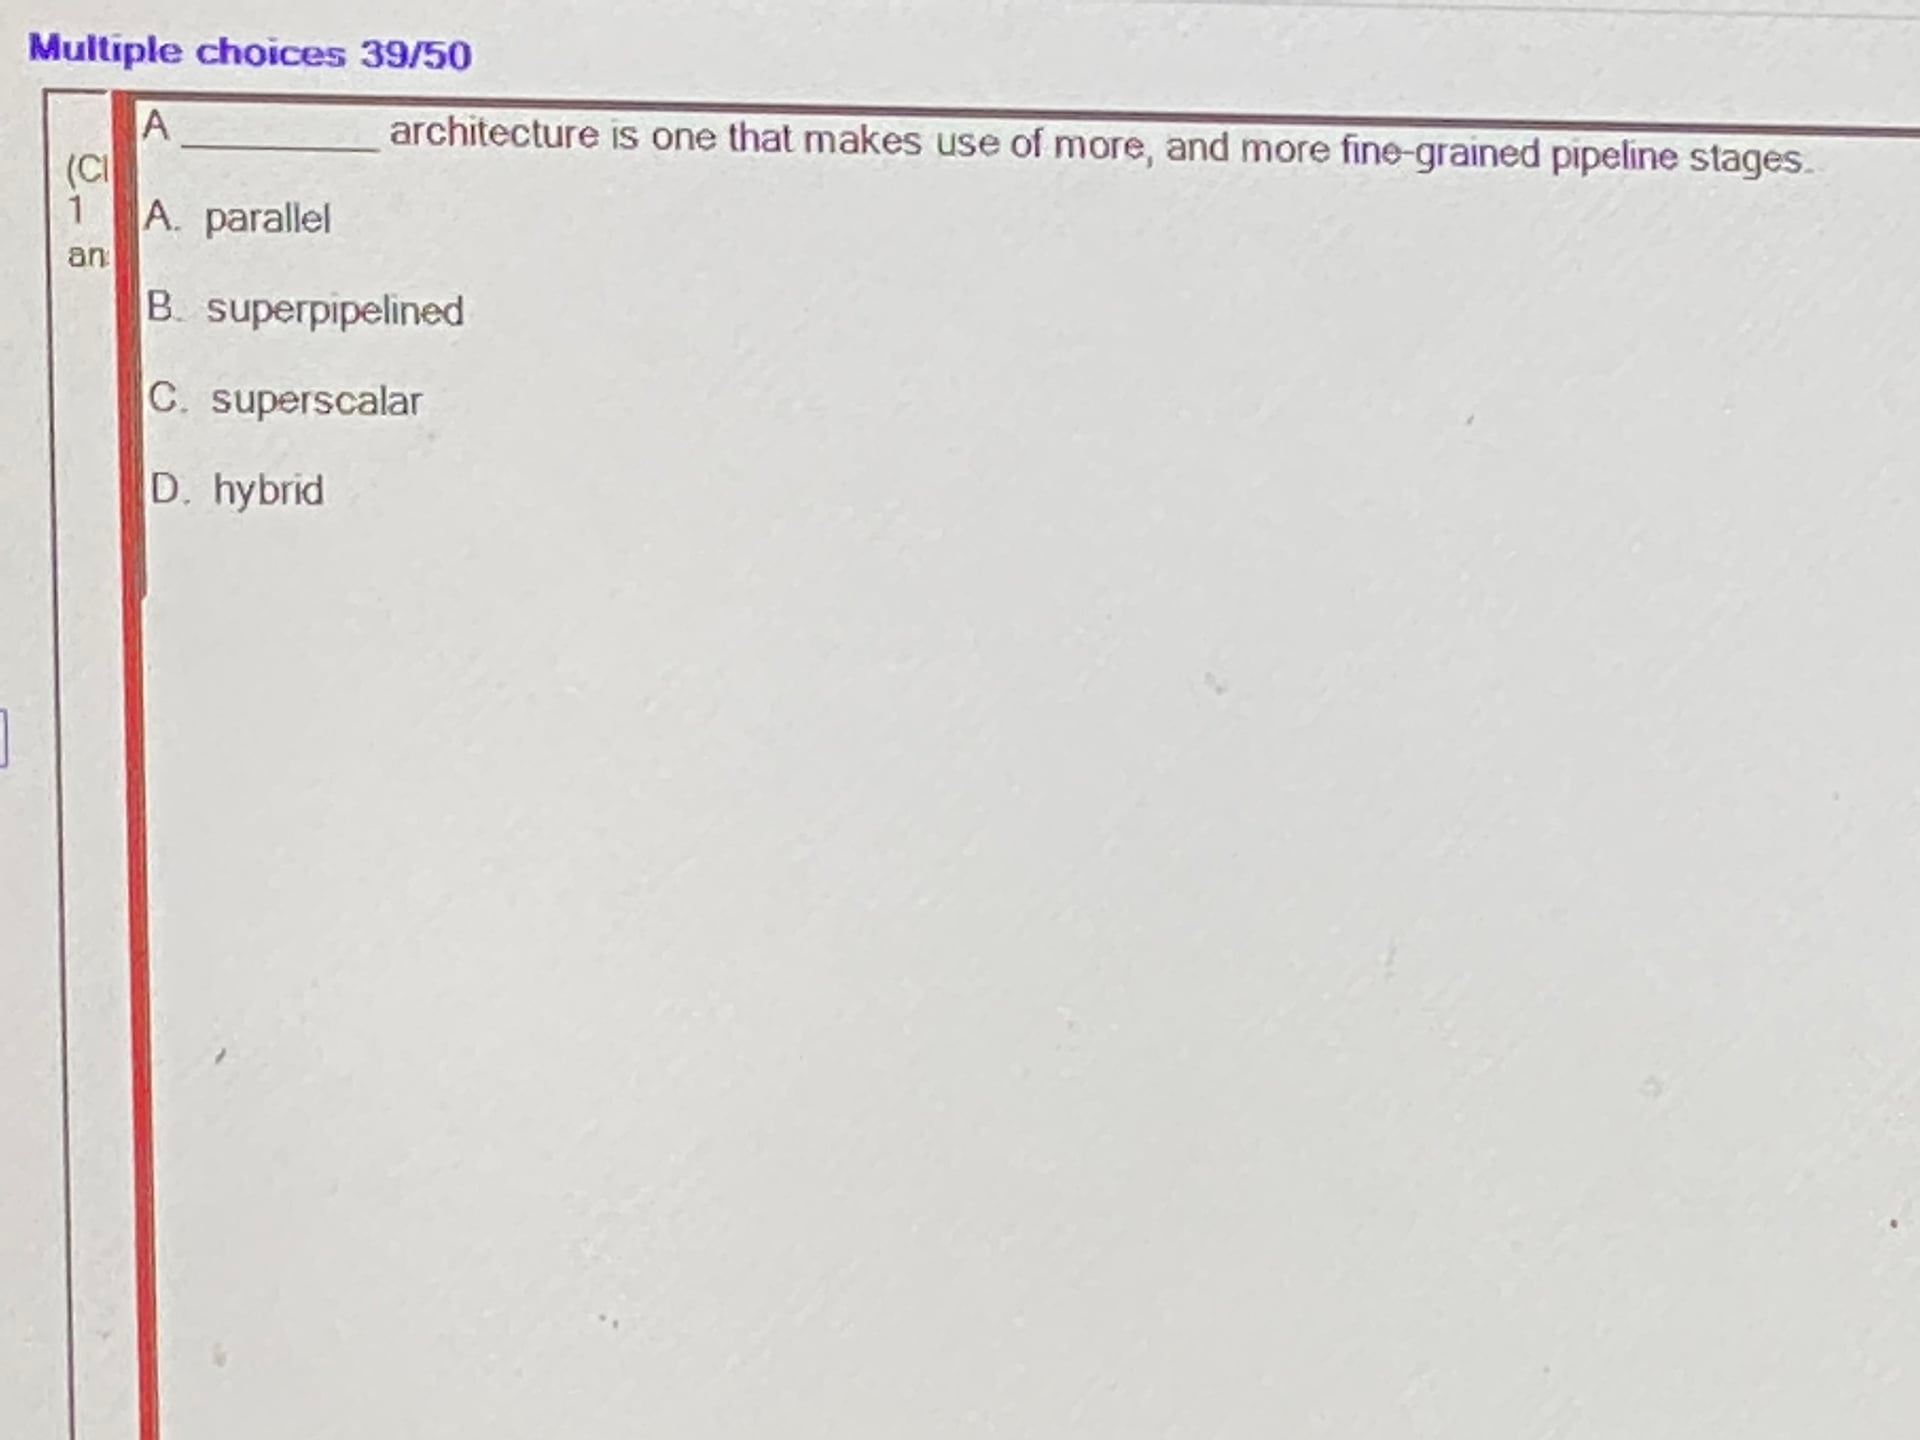 Multiple choices 39/50
A ________ architecture is one that makes use of more, and more fine-grained pipeline stages.
(Cl
1
an
A. parallel
B. superpipelined
C. superscalar
D. hybrid